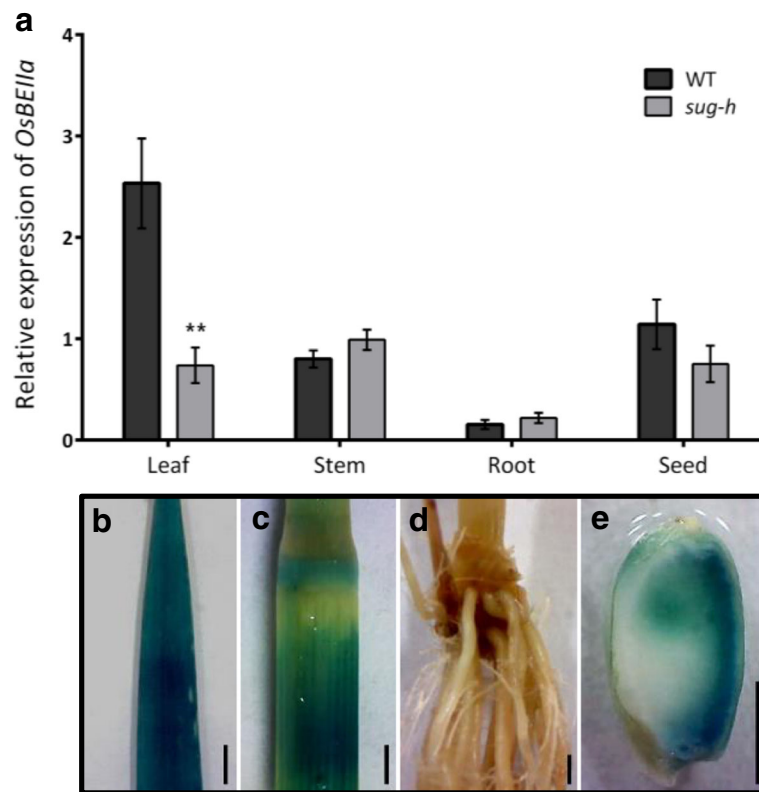 a
Relative expression of OsBEIIa
4
3
2
1
0
WT
sug-h
**
Leaf Stem Root Seed
b c d e